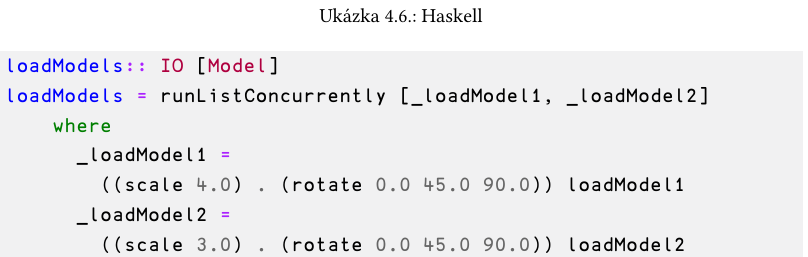 Ukázka 4.6.: Haskell
loadModels:: IO [Model]
loadModels = runListConcurrently [_loadModel1, _loadModel2]
    where
      _loadModel1 =
        ((scale 4.0) . (rotate 0.0 45.0 90.0)) loadModel1
      _loadModel2 =
        ((scale 3.0) . (rotate 0.0 45.0 90.0)) loadModel2